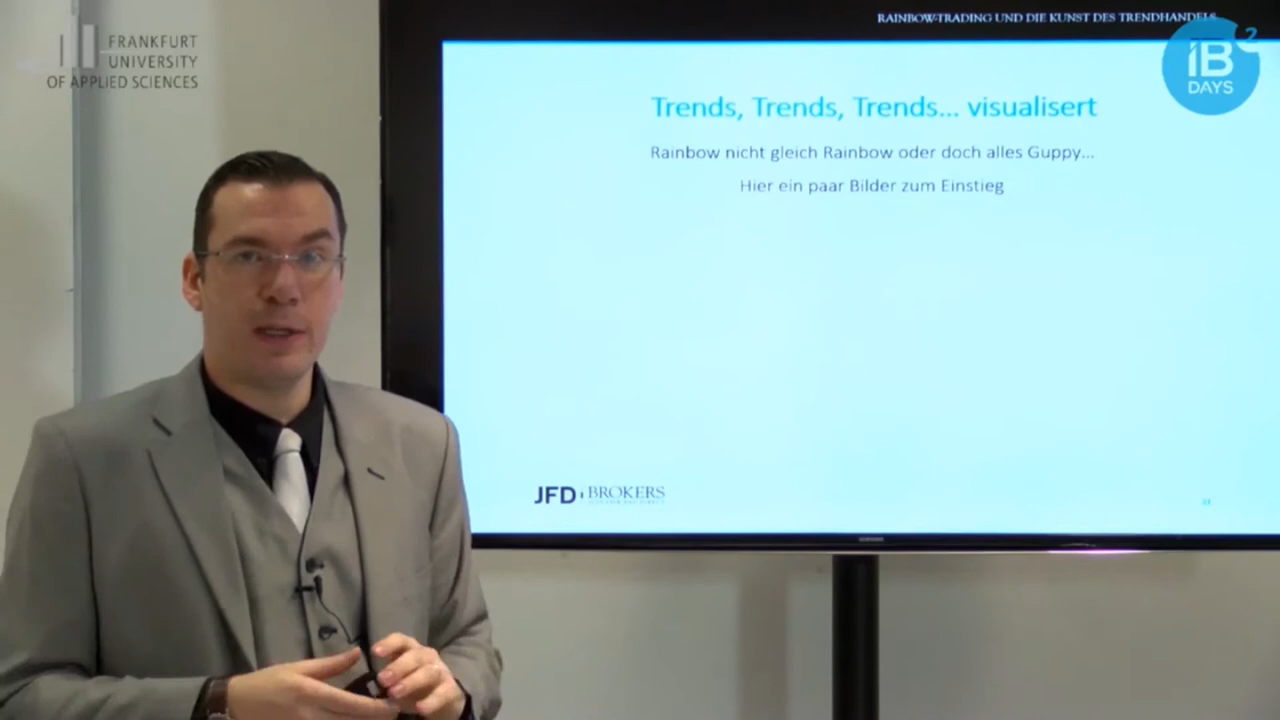 FRANKFURT
UNIVERSITY
OF APPLIED SCIENCES
RAINBOW-TRADING UND DIE KUNST DES TRENDHANDELS
iB 2
DAYS
Trends, Trends, Trends... visualisert
Rainbow nicht gleich Rainbow oder doch alles Guppy...
Hier ein paar Bilder zum Einstieg
JFD BROKERS